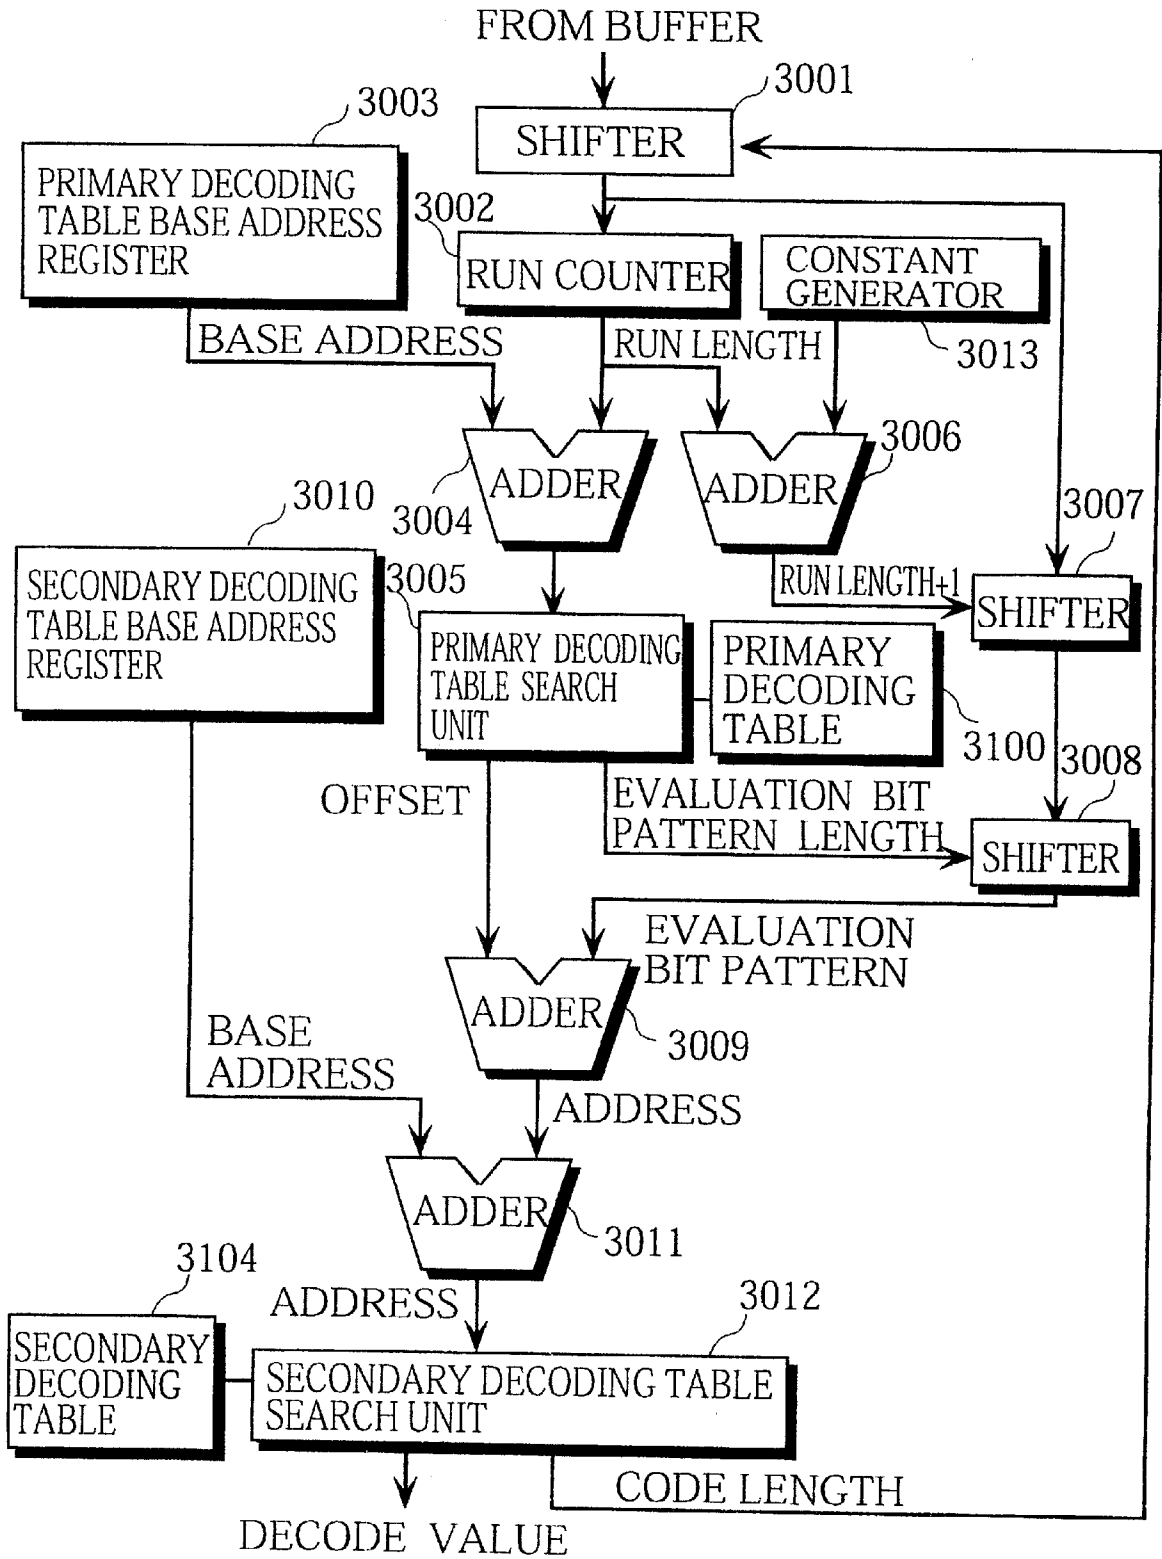 FROM BUFFER
3001
3003
SHIFTER
PRIMARY DECODING
TABLE BASE ADDRESS
REGISTER
3002
RUN COUNTER
CONSTANT
GENERATOR
BASE ADDRESS
RUN LENGTH
3013
3006
ADDER
ADDER
3004
3010
3007
SECONDARY DECODING
TABLE BASE ADDRESS
REGISTER
3005
RUN LENGTH+1
SHIFTER
PRIMARY DECODING
TABLE SEARCH
UNIT
PRIMARY
DECODING
TABLE
3100
3008
OFFSET
EVALUATION BIT
PATTERN LENGTH
SHIFTER
EVALUATION
BIT PATTERN
ADDER
3009
BASE
ADDRESS
ADDRESS
ADDER
3011
3104
ADDRESS
3012
SECONDARY
DECODING
TABLE
SECONDARY DECODING TABLE
SEARCH UNIT
CODE LENGTH
DECODE VALUE